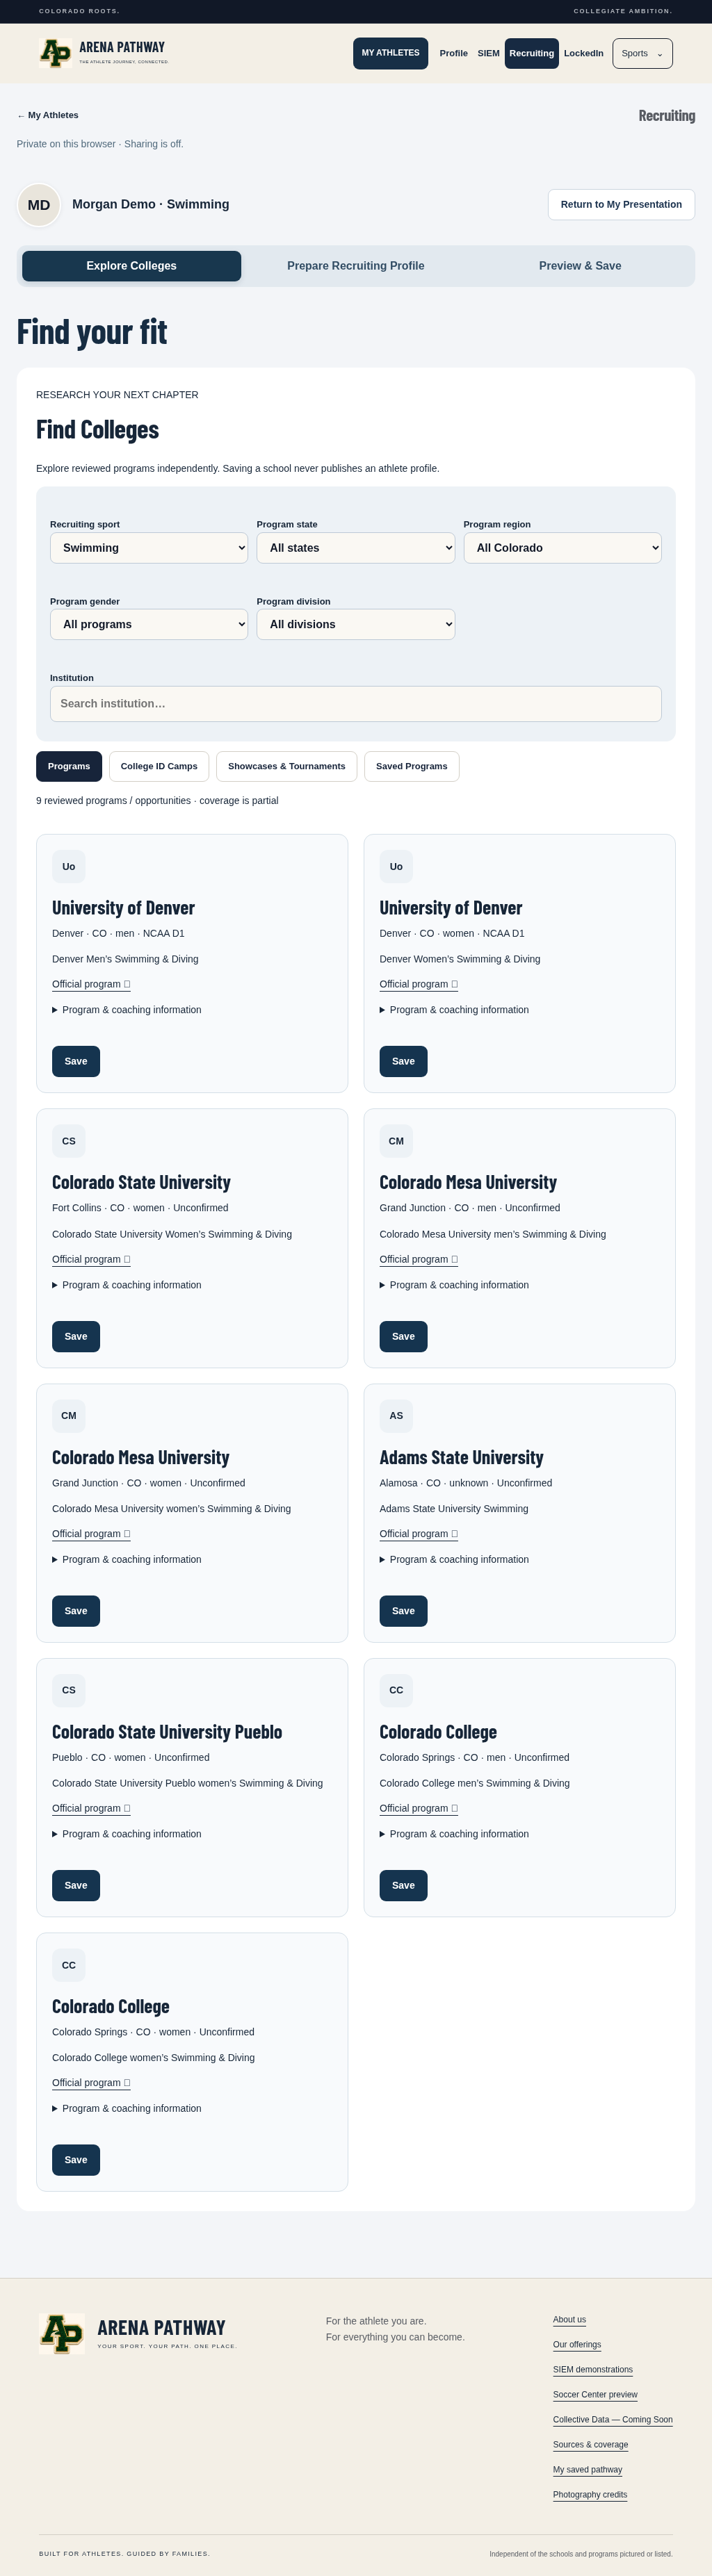 COLORADO ROOTS.
COLLEGIATE AMBITION.
AP
ARENA PATHWAY
THE ATHLETE JOURNEY, CONNECTED.
MY ATHLETES
Profile
SIEM
Recruiting
LockedIn
Sports
← My Athletes
Recruiting
Private on this browser · Sharing is off.
MD
Morgan Demo · Swimming
Return to My Presentation
Explore Colleges
Prepare Recruiting Profile
Preview & Save
Find your fit
RESEARCH YOUR NEXT CHAPTER
Find Colleges
Explore reviewed programs independently. Saving a school never publishes an athlete profile.
Recruiting sport
Program state
Program region
Swimming
All states
All Colorado
Program gender
Program division
All programs
All divisions
Institution
Search institution…
Programs
College ID Camps
Showcases & Tournaments
Saved Programs
9 reviewed programs / opportunities · coverage is partial
Uo
University of Denver
Denver · CO · men · NCAA D1
Denver Men's Swimming & Diving
Official program
Program & coaching information
Save
Uo
University of Denver
Denver · CO · women · NCAA D1
Denver Women's Swimming & Diving
Official program
Program & coaching information
Save
CS
Colorado State University
Fort Collins · CO · women · Unconfirmed
Colorado State University Women's Swimming & Diving
Official program
Program & coaching information
Save
CM
Colorado Mesa University
Grand Junction · CO · men · Unconfirmed
Colorado Mesa University men's Swimming & Diving
Official program
Program & coaching information
Save
CM
Colorado Mesa University
Grand Junction · CO · women · Unconfirmed
Colorado Mesa University women's Swimming & Diving
Official program
Program & coaching information
Save
AS
Adams State University
Alamosa · CO · unknown · Unconfirmed
Adams State University Swimming
Official program
Program & coaching information
Save
CS
Colorado State University Pueblo
Pueblo · CO · women · Unconfirmed
Colorado State University Pueblo women's Swimming & Diving
Official program
Program & coaching information
Save
CC
Colorado College
Colorado Springs · CO · men · Unconfirmed
Colorado College men's Swimming & Diving
Official program
Program & coaching information
Save
CC
Colorado College
Colorado Springs · CO · women · Unconfirmed
Colorado College women's Swimming & Diving
Official program
Program & coaching information
Save
AP
ARENA PATHWAY
YOUR SPORT. YOUR PATH. ONE PLACE.
For the athlete you are.
For everything you can become.
About us
Our offerings
SIEM demonstrations
Soccer Center preview
Collective Data — Coming Soon
Sources & coverage
My saved pathway
Photography credits
BUILT FOR ATHLETES. GUIDED BY FAMILIES.
Independent of the schools and programs pictured or listed.